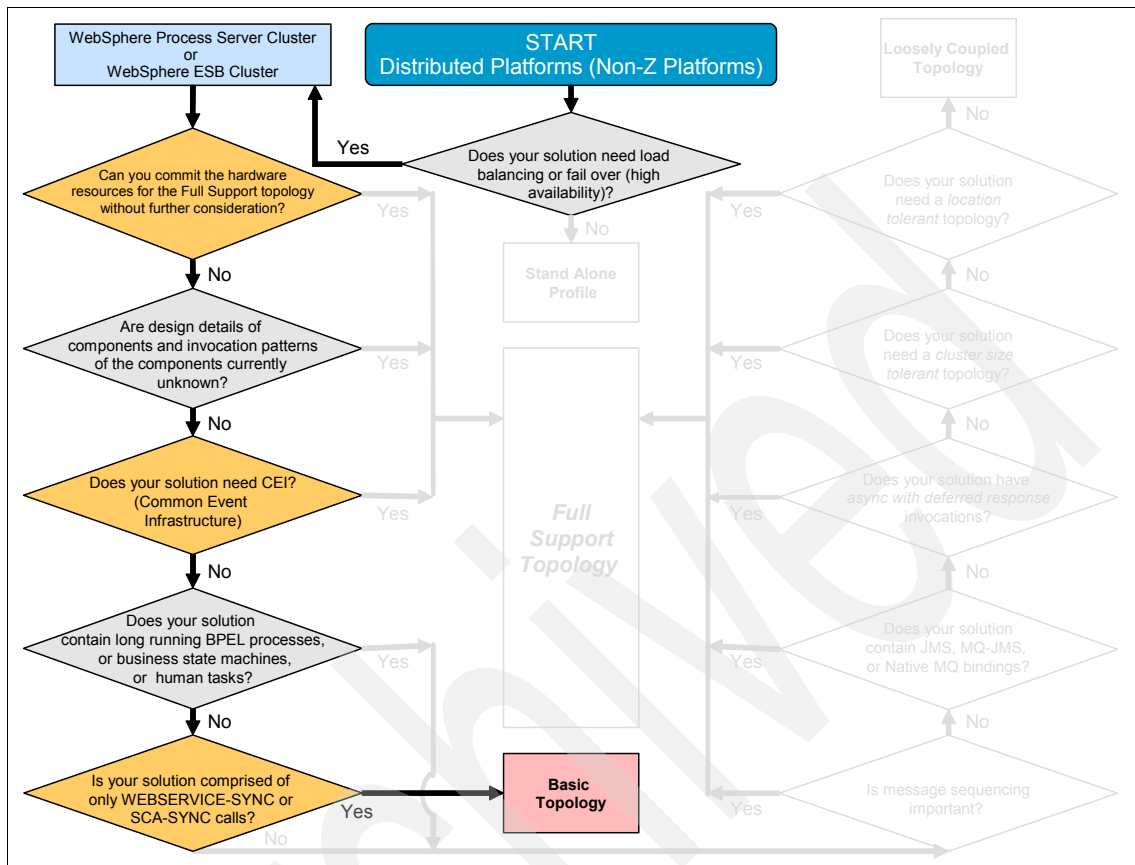 WebSphere Process Server Cluster
or
WebSphere ESB Cluster
START
Distributed Platforms (Non-Z Platforms)
Loosely Coupled
Topology
No
Yes
Does your solution need load
balancing or fail over (high
availability)?
Can you commit the hardware
resources for the Full Support topology
without further consideration?
Yes
Does your solution
need a location
tolerant topology?
Yes
No
No
Stand Alone
Profile
No
Are design details of
components and invocation patterns
of the components currently
unknown?
Yes
Does your solution
need a cluster size
tolerant topology?
Yes
No
No
Does your solution need CEI?
(Common Event
Infrastructure)
Yes
Full
Support
Topology
Does your solution have
async with deferred response
invocations?
Yes
No
No
Does your solution
contain long running BPEL processes,
or business state machines,
or human tasks?
Yes
Does your solution
contain JMS, MQ-JMS,
or Native MQ bindings?
Yes
No
No
Is your solution comprised of
only WEBSERVICE-SYNC or
SCA-SYNC calls?
Yes
Basic
Topology
Is message sequencing
important?
Yes
No